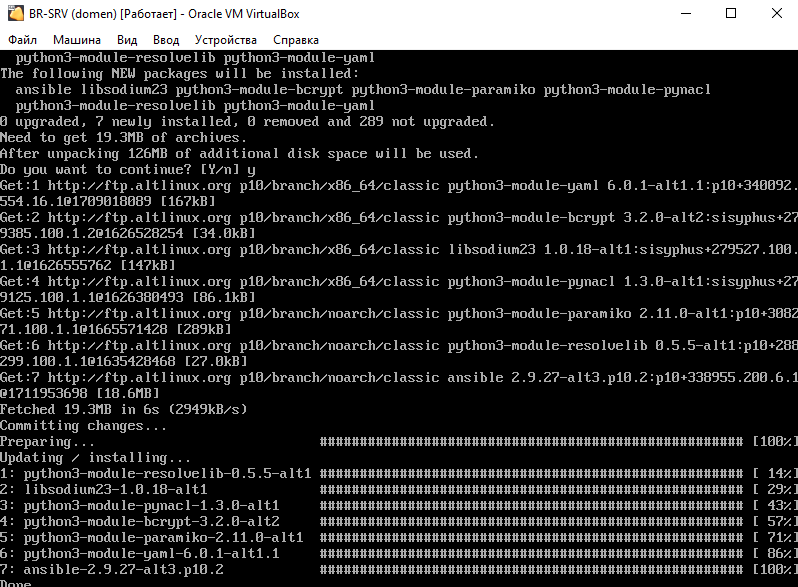 BR-SRV (domen) [Работает] - Oracle VM VirtualBox
Файл Машина Вид Ввод Устройства Справка
python3-module-resolvelib python3-module-yaml
The following NEW packages will be installed:
ansible libsodium23 python3-module-bcrypt python3-module-paramiko python3-module-pynacl
python3-module-resolvelib python3-module-yaml
0 upgraded, 7 newly installed, 0 removed and 289 not upgraded.
Need to get 19.3MB of archives.
After unpacking 126MB of additional disk space will be used.
Do you want to continue? [Y/n] y
Get:1 http://ftp.altlinux.org p10/branch/x86_64/classic python3-module-yaml 6.0.1-alt1.1:p10+340092.
554.16.1@1709018089 [167kB]
Get:2 http://ftp.altlinux.org p10/branch/x86_64/classic python3-module-bcrypt 3.2.0-alt2:sisyphus+27
9385.100.1.2@1626528254 [34.0kB]
Get:3 http://ftp.altlinux.org p10/branch/x86_64/classic libsodium23 1.0.18-alt1:sisyphus+279527.100.
1.1@1626555762 [147kB]
Get:4 http://ftp.altlinux.org p10/branch/x86_64/classic python3-module-pynacl 1.3.0-alt1:sisyphus+27
9125.100.1.1@1626380493 [86.1kB]
Get:5 http://ftp.altlinux.org p10/branch/noarch/classic python3-module-paramiko 2.11.0-alt1:p10+3082
71.100.1.1@1665571428 [289kB]
Get:6 http://ftp.altlinux.org p10/branch/noarch/classic python3-module-resolvelib 0.5.5-alt1:p10+288
299.100.1.1@1635428468 [27.0kB]
Get:7 http://ftp.altlinux.org p10/branch/noarch/classic ansible 2.9.27-alt3.p10.2:p10+338955.200.6.1
@1711953698 [18.6MB]
Fetched 19.3MB in 6s (2949kB/s)
Committing changes...
Preparing... ##################################################### [100%]
Updating / installing...
1: python3-module-resolvelib-0.5.5-alt1 ##################################################### [ 14%]
2: libsodium23-1.0.18-alt1 ##################################################### [ 29%]
3: python3-module-pynacl-1.3.0-alt1 ##################################################### [ 43%]
4: python3-module-bcrypt-3.2.0-alt2 ##################################################### [ 57%]
5: python3-module-paramiko-2.11.0-alt1 ##################################################### [ 71%]
6: python3-module-yaml-6.0.1-alt1.1 ##################################################### [ 86%]
7: ansible-2.9.27-alt3.p10.2 ##################################################### [100%]
Done.